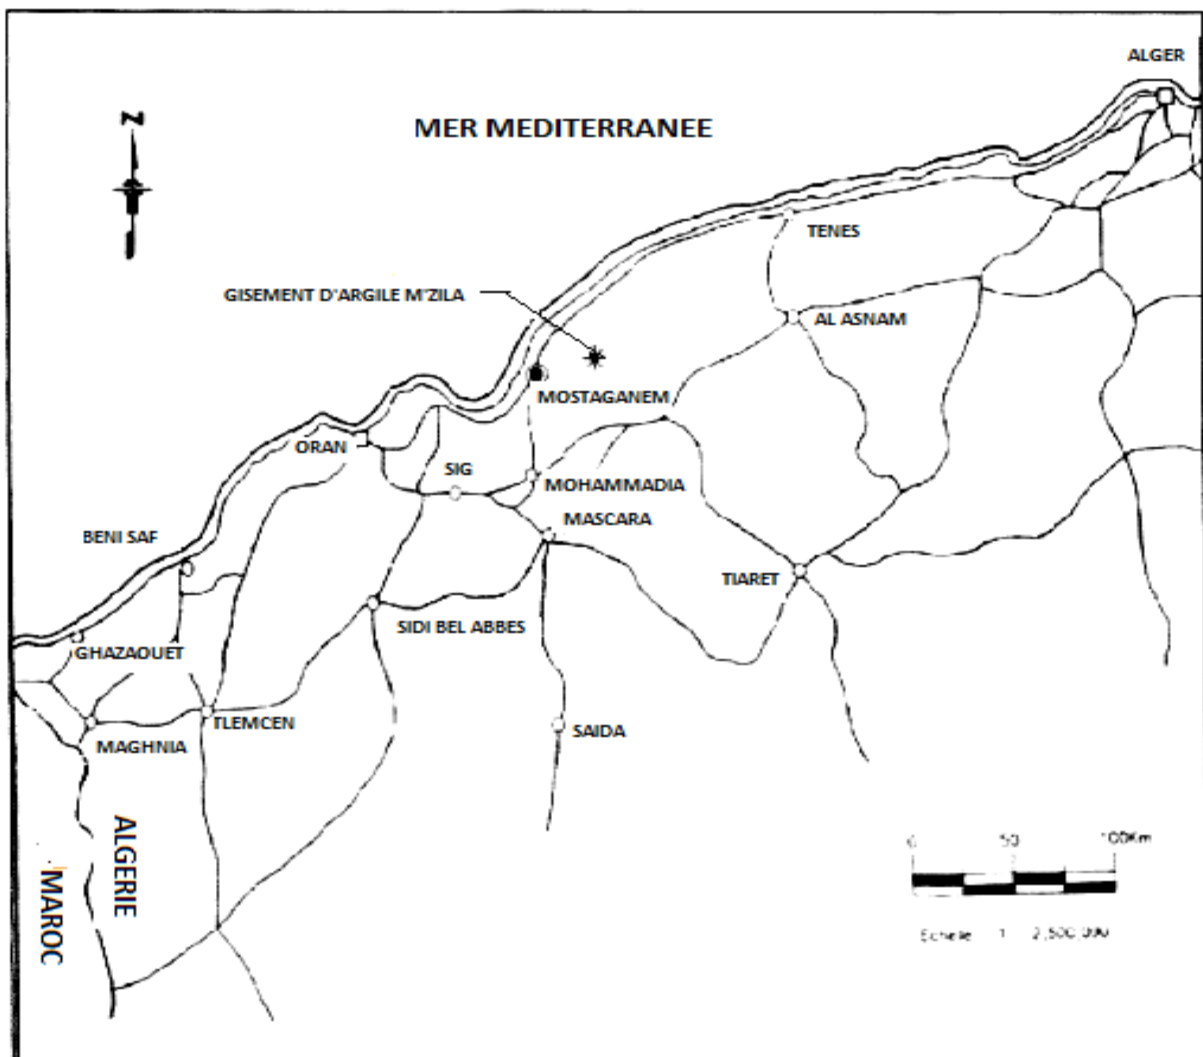 ALGER
Z
MER MEDITERRANEE
TENES
GISEMENT D'ARGILE M'ZILA
AL ASNAM
MOSTAGANEM
ORAN
SIG
MOHAMMADIA
MASCARA
BENI SAF
TIARET
SIDI BEL ABBES
GHAZAOUET
TLEMCEN
SAIDA
MAGHNIA
ALGERIE
MAROC
0 50 100Km
Echelle 1 2,500,000